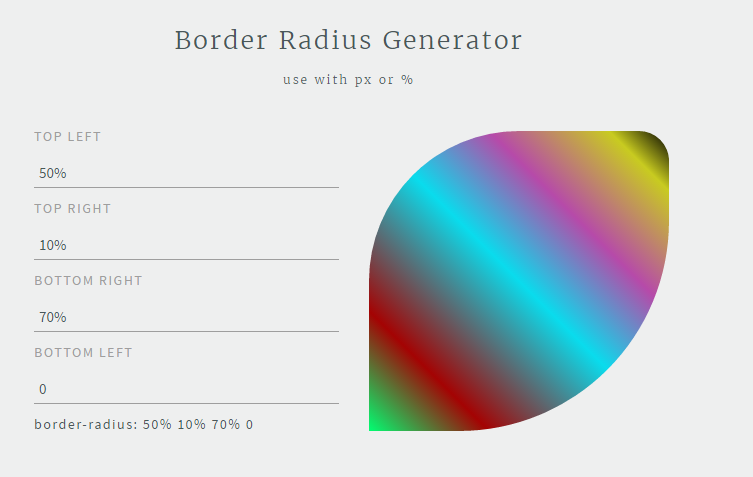 Border Radius Generator
use with px or %
TOP LEFT
50%
TOP RIGHT
10%
BOTTOM RIGHT
70%
BOTTOM LEFT
0
border-radius: 50% 10% 70% 0